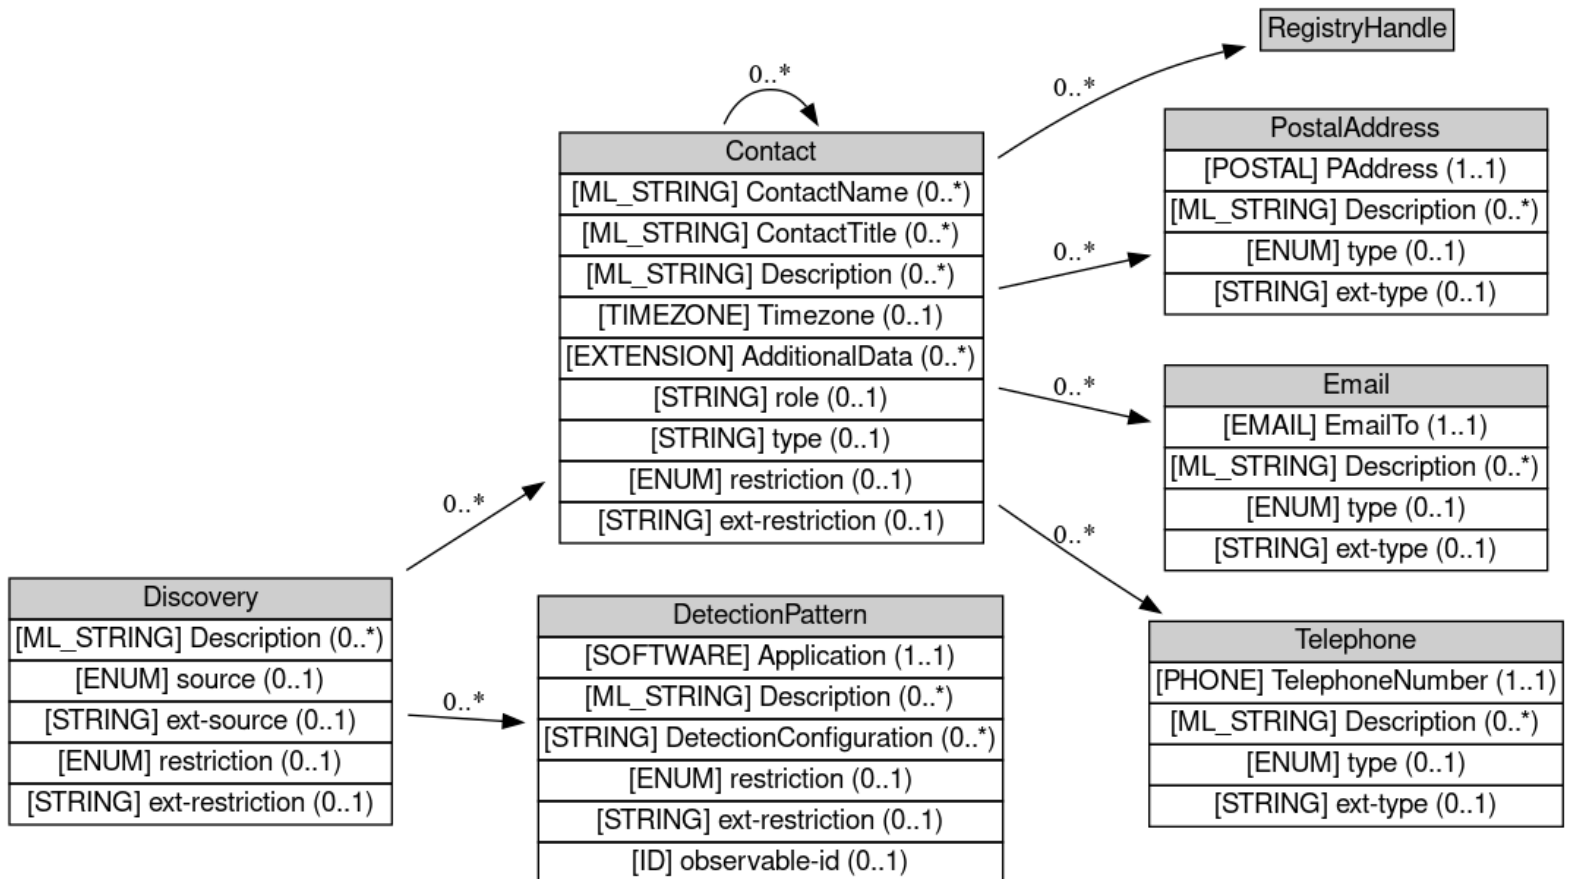 RegistryHandle
0..*
0..*
Contact
[ML_STRING] ContactName (0..*)
[ML_STRING] ContactTitle (0..*)
[ML_STRING] Description (0..*)
[TIMEZONE] Timezone (0..1)
[EXTENSION] AdditionalData (0..*)
[STRING] role (0..1)
[STRING] type (0..1)
[ENUM] restriction (0..1)
[STRING] ext-restriction (0..1)
PostalAddress
[POSTAL] PAddress (1..1)
[ML_STRING] Description (0..*)
[ENUM] type (0..1)
[STRING] ext-type (0..1)
0..*
0..*
Email
[EMAIL] EmailTo (1..1)
[ML_STRING] Description (0..*)
[ENUM] type (0..1)
[STRING] ext-type (0..1)
0..*
0..*
Discovery
[ML_STRING] Description (0..*)
[ENUM] source (0..1)
[STRING] ext-source (0..1)
[ENUM] restriction (0..1)
[STRING] ext-restriction (0..1)
0..*
DetectionPattern
[SOFTWARE] Application (1..1)
[ML_STRING] Description (0..*)
[STRING] DetectionConfiguration (0..*)
[ENUM] restriction (0..1)
[STRING] ext-restriction (0..1)
[ID] observable-id (0..1)
Telephone
[PHONE] TelephoneNumber (1..1)
[ML_STRING] Description (0..*)
[ENUM] type (0..1)
[STRING] ext-type (0..1)